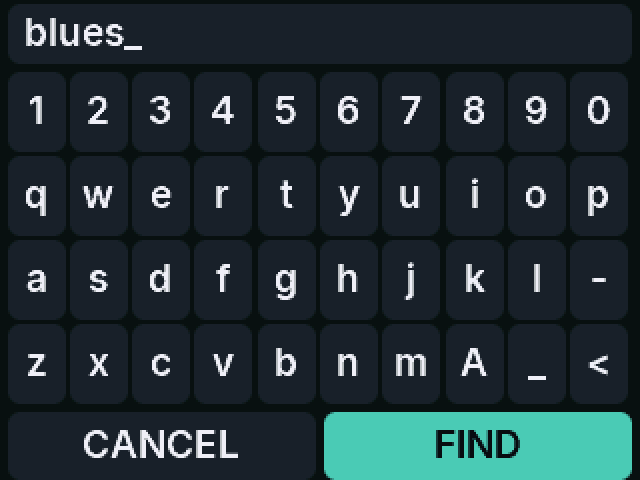 blues_
1 2 3 4 5 6 7 8 9 0
q w e r t y u i o p
a s d f g h j k l -
z x c v b n m A _ <
CANCEL FIND